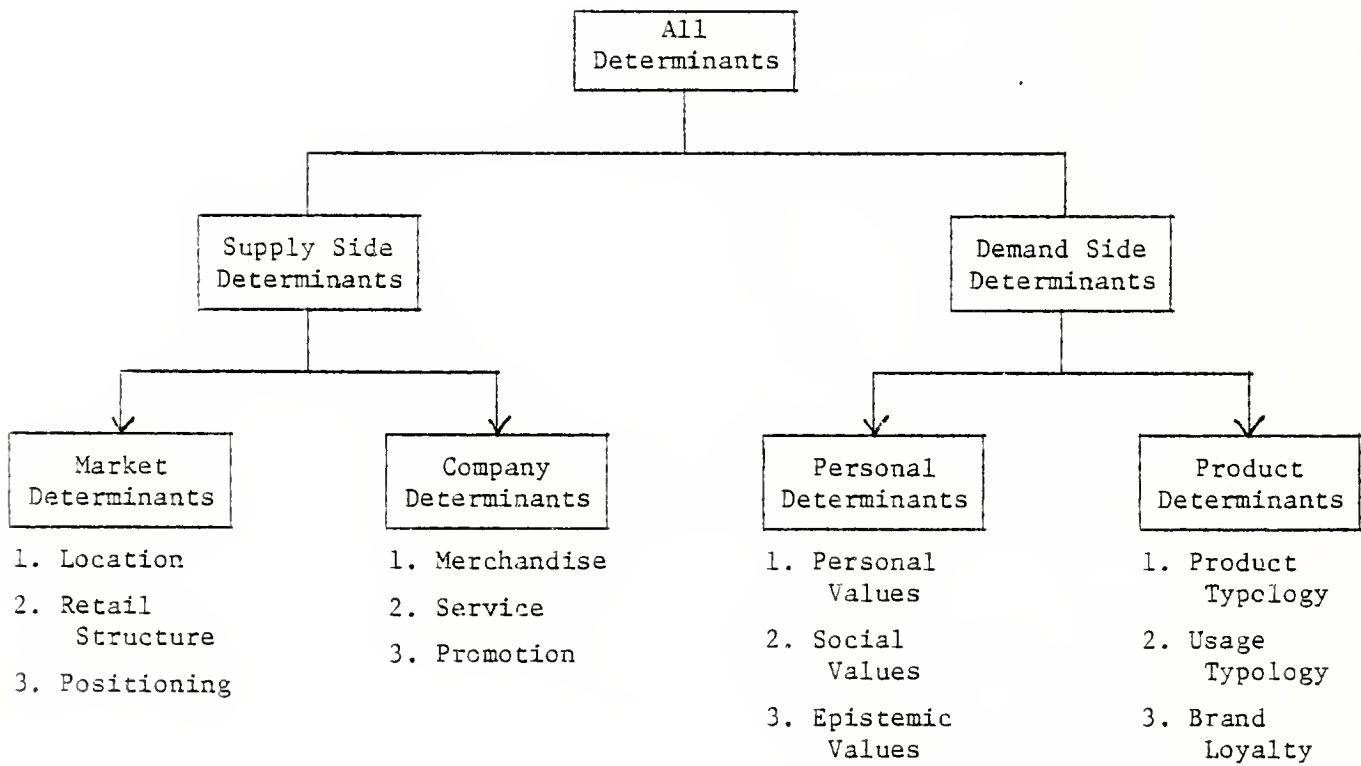 All
Determinants
Supply Side
Determinants
Demand Side
Determinants
Market
Determinants
1. Location
2. Retail
Structure
3. Positioning
Company
Determinants
1. Merchandise
2. Service
3. Promotion
Personal
Determinants
1. Personal
Values
2. Social
Values
3. Epistemic
Values
Product
Determinants
1. Product
Typology
2. Usage
Typology
3. Brand
Loyalty